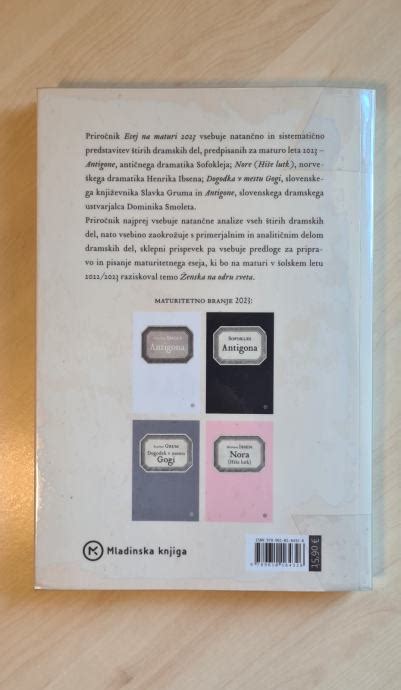 Priročnik Esej na maturi 2023 vsebuje natančno in sistematično
predstavitev štirih dramskih del, predpisanih za maturo leta 2023 –
Antigone, antičnega dramatika Sofokleja; Nore (Hiše lutk), norve-
škega dramatika Henrika Ibsena; Dogodka v mestu Gogi, slovenske-
ga književnika Slavka Gruma in Antigone, slovenskega dramskega
ustvarjalca Dominika Smoleta.
Priročnik najprej vsebuje natančne analize vseh štirih dramskih
del, nato vsebino zaokrožuje s primerjalnim in analitičnim delom
dramskih del, sklepni prispevek pa vsebuje predloge za pripra-
vo in pisanje maturitetnega eseja, ki bo na maturi v šolskem letu
2022/2023 raziskoval temo Ženska na odru sveta.
MATURITETNO BRANJE 2023:
Antigona
SOFOKLES
Antigona
GRUM
Dogodek v mestu
Gogi
IBSEN
Nora
(Hiša lutk)
Mladinska knjiga
15,90 €